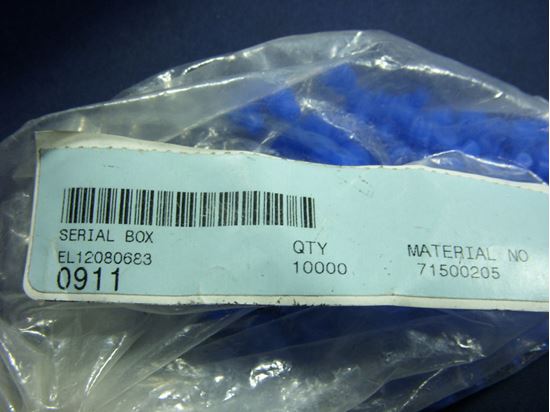 SERIAL BOX
EL12080683
0911
QTY
10000
MATERIAL NO
71500205